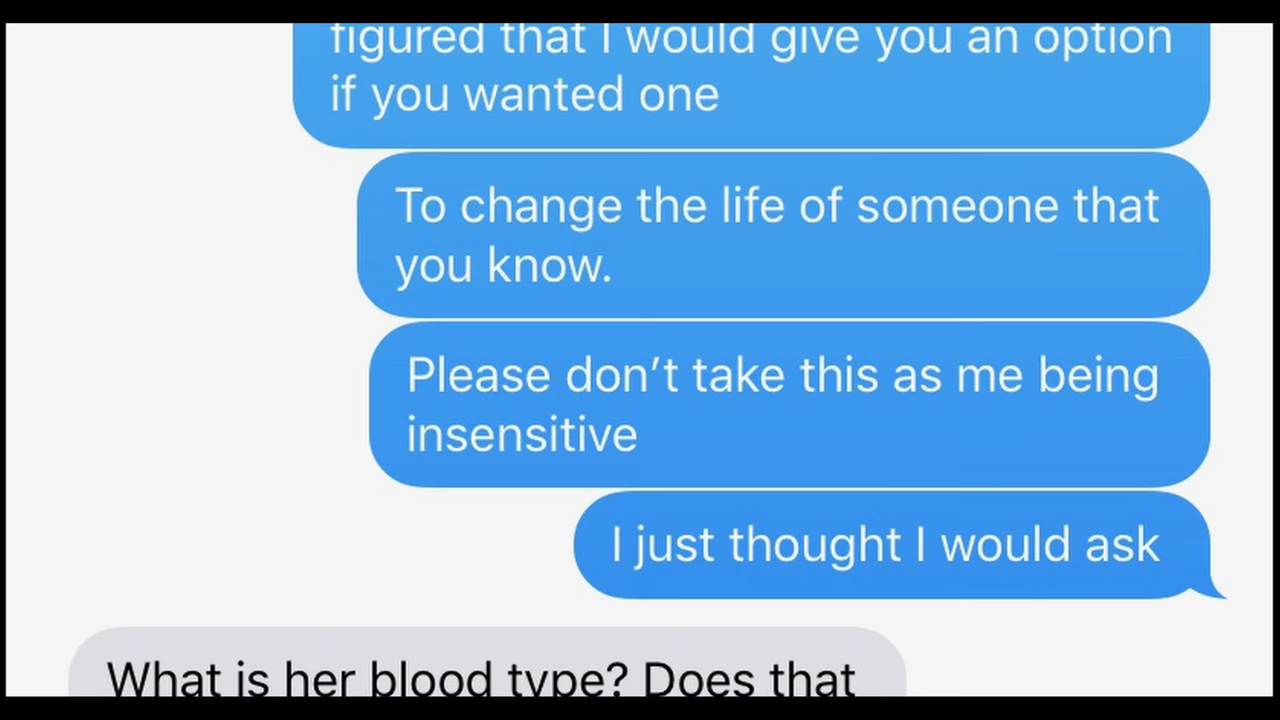 figured that I would give you an option
if you wanted one
To change the life of someone that
you know.
Please don’t take this as me being
insensitive
I just thought I would ask
What is her blood type? Does that